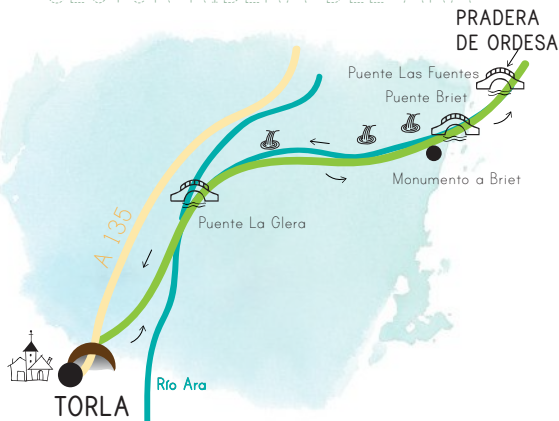 PRADERA
DE ORDESA
Puente Las Fuentes
Puente Briet
Monumento a Briet
Puente La Glera
A 135
Río Ara
TORLA